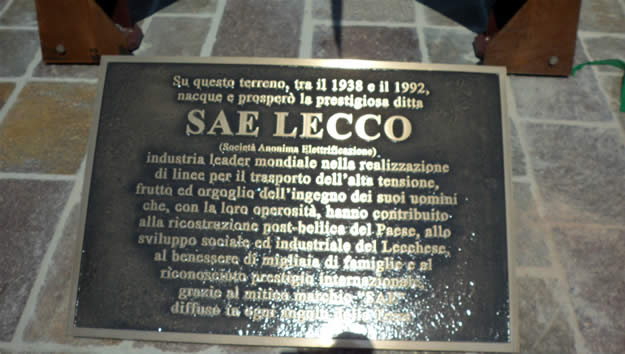 Su questo terreno, tra il 1938 e il 1992,
nacque e prosperò la prestigiosa ditta
SAE LECCO
(Società Anonima Elettrificazione)
industria leader mondiale nella realizzazione
di linee per il trasporto dell'alta tensione,
frutto ed orgoglio dell'ingegno dei suoi uomini
che, con la loro operosità, hanno contribuito
alla ricostruzione post-bellica del Paese, allo
sviluppo sociale ed industriale del Lecchese,
al benessere di migliaia di famiglie e al
riconosciuto prestigio internazionale,
grazie al mitico marchio "SAE"
diffuso in ogni angolo della